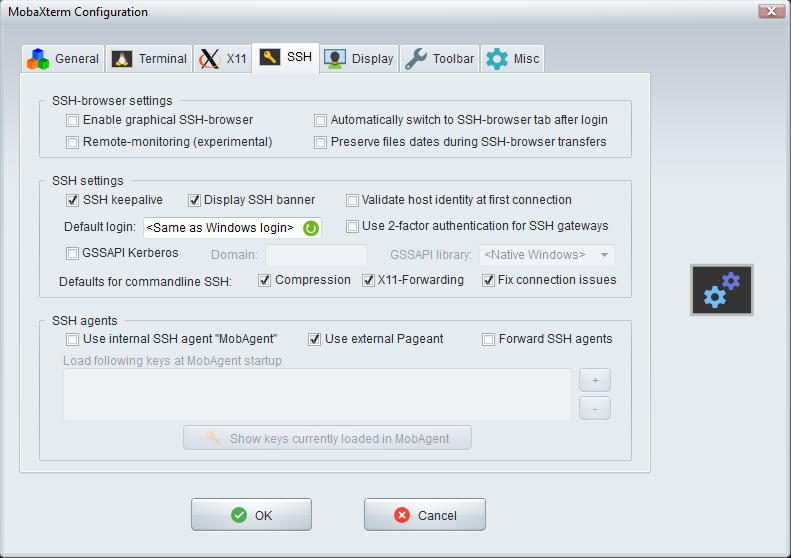 MobaXterm Configuration
General Terminal X11 SSH Display Toolbar Misc
SSH-browser settings
Enable graphical SSH-browser Automatically switch to SSH-browser tab after login
Remote-monitoring (experimental) Preserve files dates during SSH-browser transfers
SSH settings
SSH keepalive Display SSH banner Validate host identity at first connection
Default login: <Same as Windows login> Use 2-factor authentication for SSH gateways
GSSAPI Kerberos Domain: GSSAPI library: <Native Windows>
Defaults for commandline SSH: Compression X11-Forwarding Fix connection issues
SSH agents
Use internal SSH agent "MobAgent" Use external Pageant Forward SSH agents
Load following keys at MobAgent startup
+
-
Show keys currently loaded in MobAgent
OK Cancel